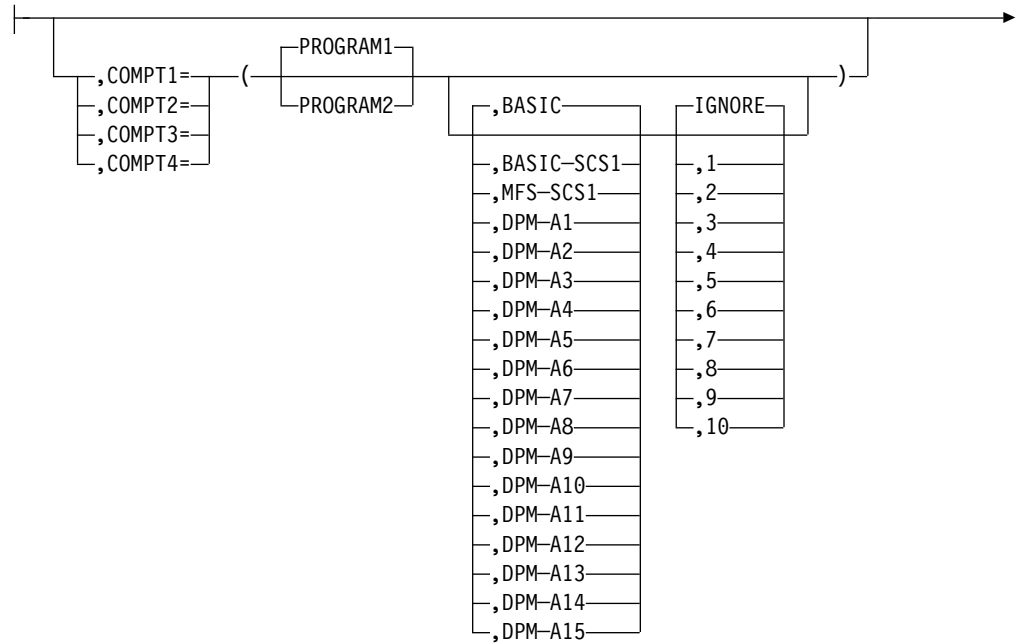 PROGRAM1
,COMPT1= ( )
,COMPT2= PROGRAM2 ,BASIC IGNORE
,COMPT3=
,COMPT4= ,BASIC-SCS1 ,1
,MFS-SCS1 ,2
,DPM-A1 ,3
,DPM-A2 ,4
,DPM-A3 ,5
,DPM-A4 ,6
,DPM-A5 ,7
,DPM-A6 ,8
,DPM-A7 ,9
,DPM-A8 ,10
,DPM-A9
,DPM-A10
,DPM-A11
,DPM-A12
,DPM-A13
,DPM-A14
,DPM-A15